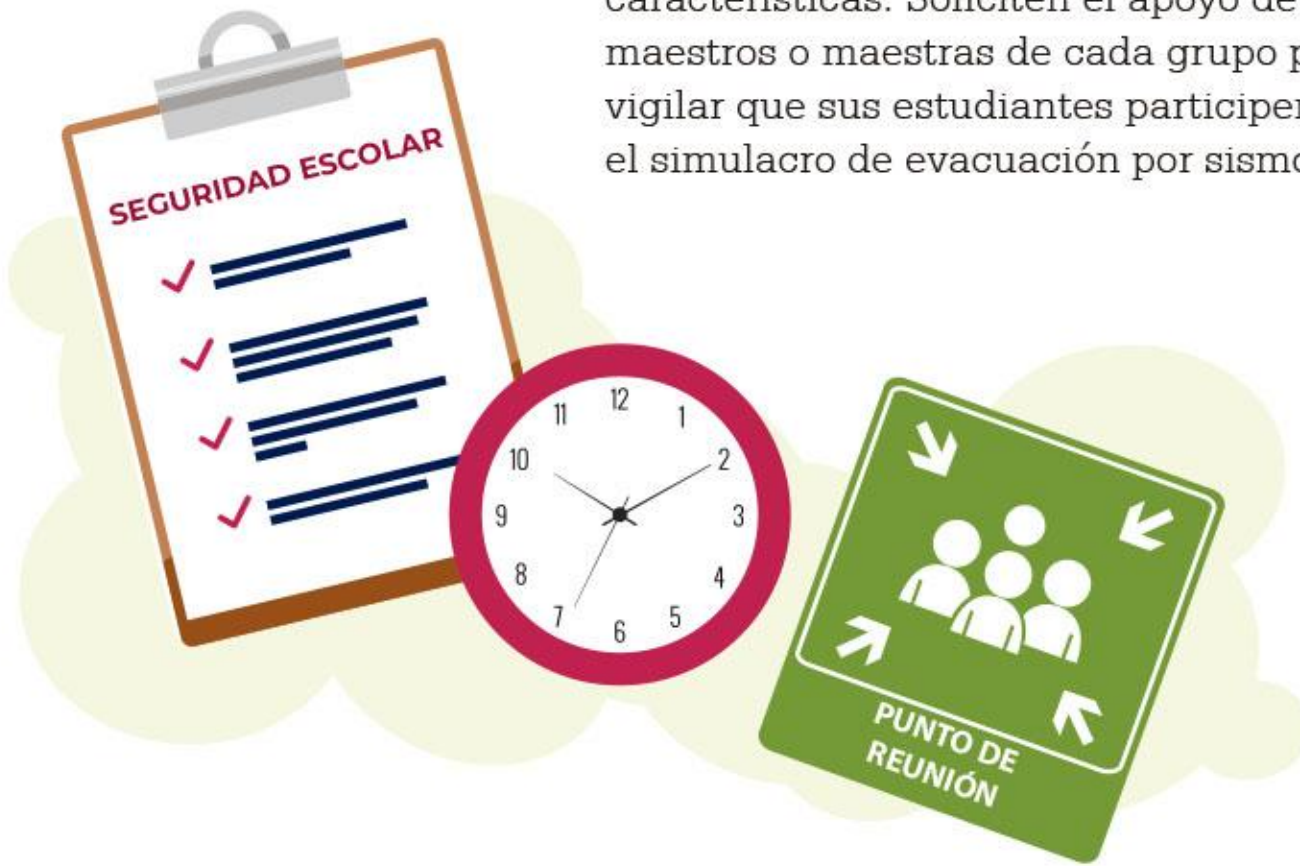 características. Soliciten el apoyo de
maestros o maestras de cada grupo
vigilar que sus estudiantes
el simulacro de evacuación por
SEGURIDAD ESCOLAR
12
1
2
3
4
5
6
7
8
9
10
11
PUNTO DE
REUNIÓN